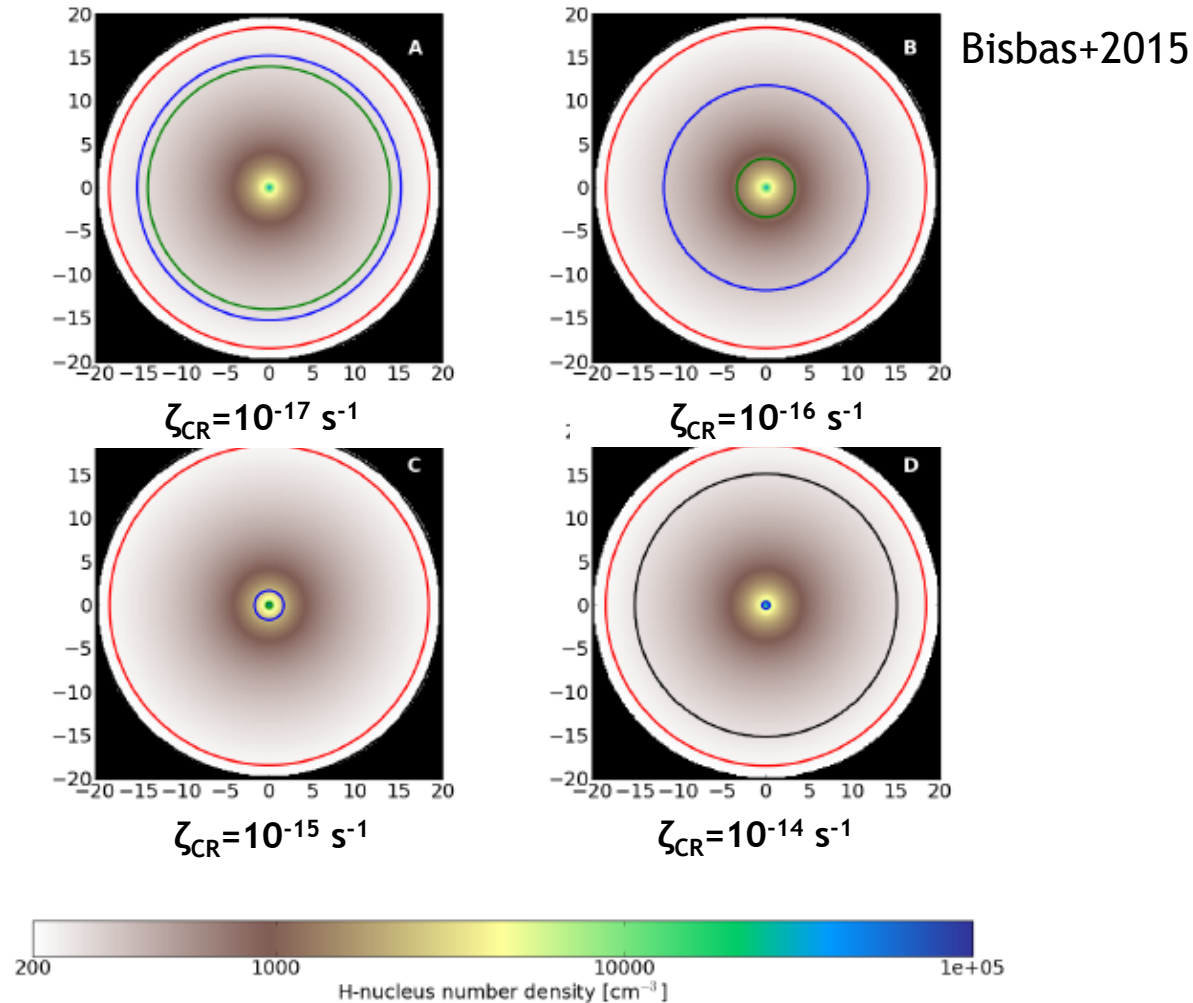 Bisbas+2015
A
20
15
10
5
0
−5
−10
−15
−20
−20 −15 −10 −5 0 5 10 15 20
ζCR=10-17 s-1
B
20
15
10
5
0
−5
−10
−15
−20
−20 −15 −10 −5 0 5 10 15 20
ζCR=10-16 s-1
C
15
10
5
0
−5
−10
−15
−20
−20 −15 −10 −5 0 5 10 15 20
ζCR=10-15 s-1
D
15
10
5
0
−5
−10
−15
−20
−20 −15 −10 −5 0 5 10 15 20
ζCR=10-14 s-1
200 1000 10000 1e+05
H-nucleus number density [cm−3]